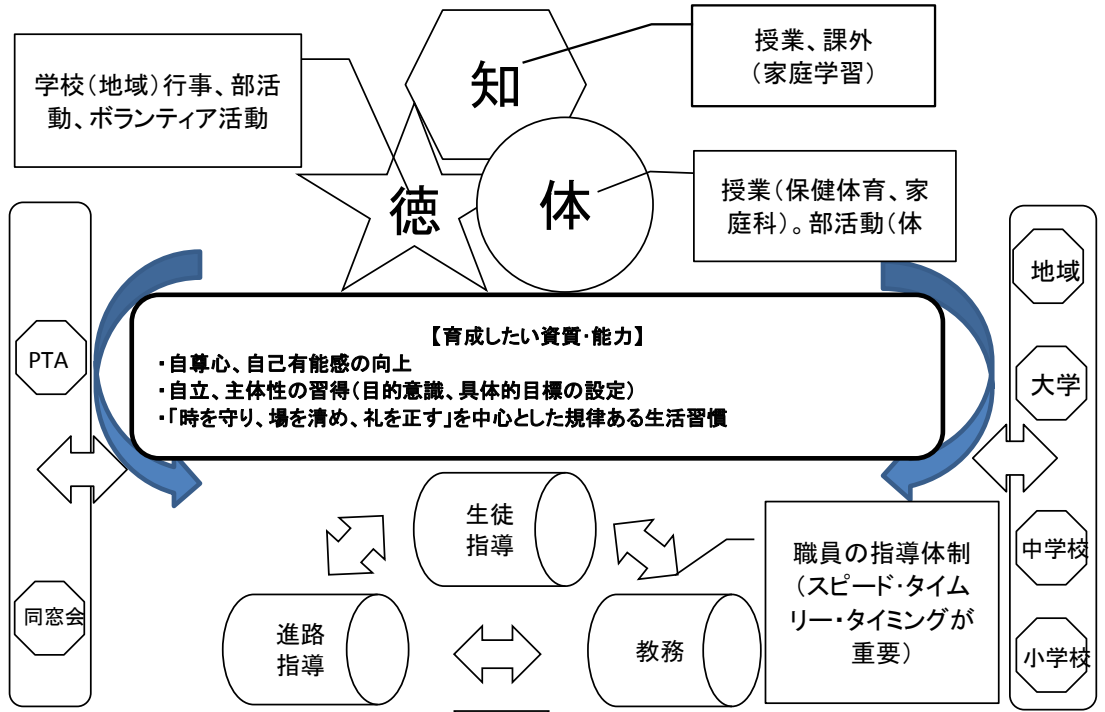 知
授業、課外
（家庭学習）
学校（地域）行事、部活
動、ボランティア活動
徳
体
授業（保健体育、家
庭科）。部活動（体
【育成したい資質・能力】
・自尊心、自己有能感の向上
・自立、主体性の習得（目的意識、具体的目標の設定）
・「時を守り、場を清め、礼を正す」を中心とした規律ある生活習慣
PTA
同窓会
地域
大学
中学校
小学校
生徒
指導
進路
指導
教務
職員の指導体制
（スピード・タイム
リー・タイミングが
重要）